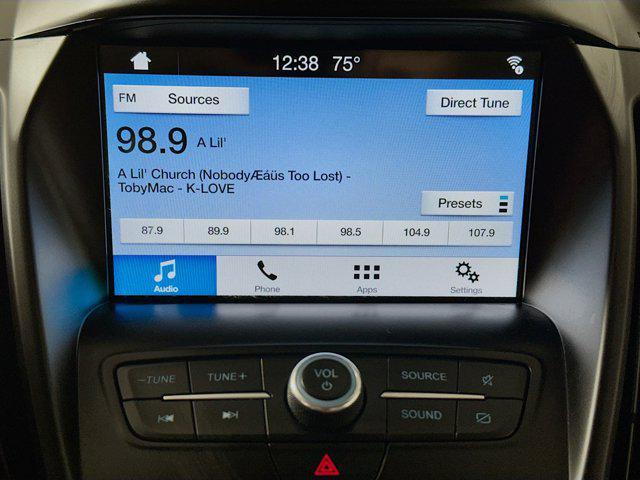 12:38 75°
FM Sources
Direct Tune
98.9 A Lil'
A Lil' Church (NobodyÆáüs Too Lost) -
TobyMac - K-LOVE
Presets
87.9 89.9 98.1 98.5 104.9 107.9
Audio Phone Apps Settings
−TUNE TUNE+ VOL SOURCE
SOUND